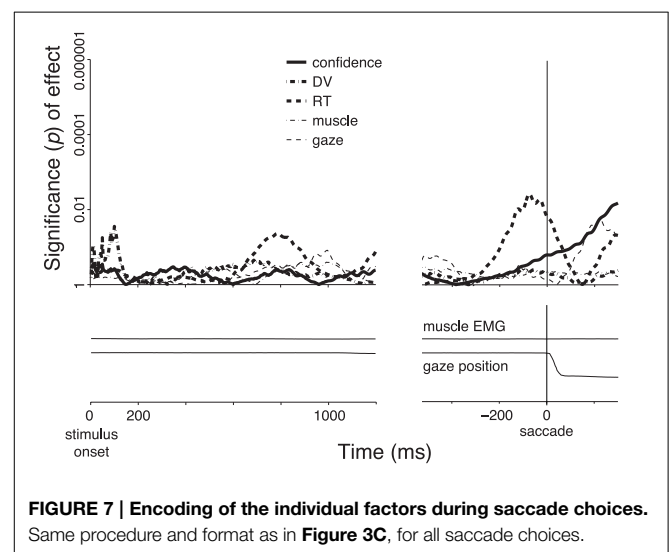 Significance (p) of effect
0.000001
0.0001
0.01
1
confidence
DV
RT
muscle
gaze
muscle EMG
gaze position
0
200
1000
−200
0
stimulus
onset
saccade
Time (ms)
FIGURE 7 | Encoding of the individual factors during saccade choices.
Same procedure and format as in Figure 3C, for all saccade choices.